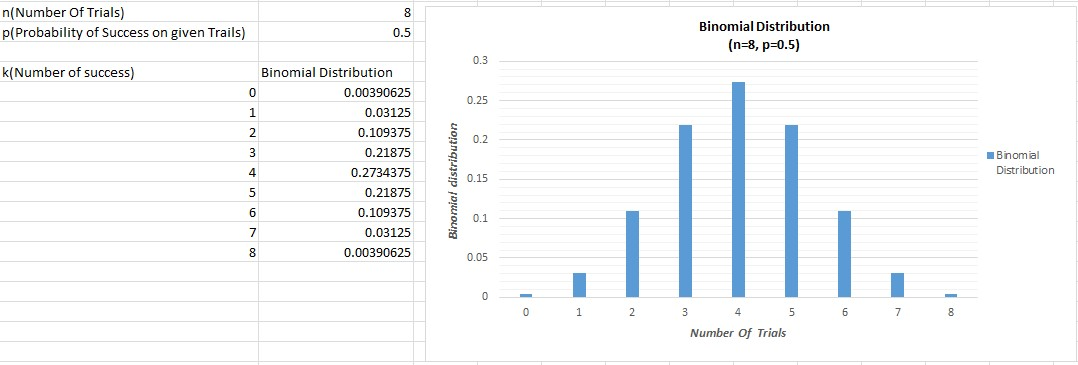 n(Number Of Trials) 8
p(Probability of Success on given Trails) 0.5
k(Number of success) Binomial Distribution
0 0.00390625
1 0.03125
2 0.109375
3 0.21875
4 0.2734375
5 0.21875
6 0.109375
7 0.03125
8 0.00390625
Binomial Distribution
(n=8, p=0.5)
Binomial distribution
0.3
0.25
0.2
0.15
0.1
0.05
0
0 1 2 3 4 5 6 7 8
Number Of Trials
Binomial
Distribution